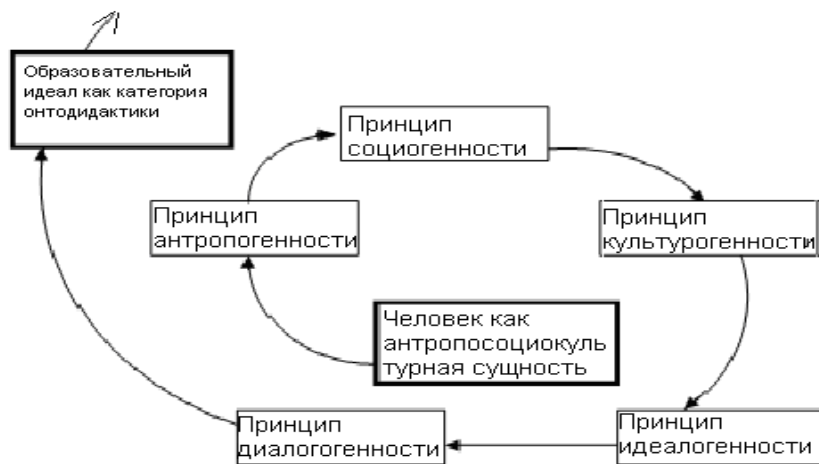 Образовательный
идеал как категория
онтодидактики
Принцип
социогенности
Принцип
антропогенности
Принцип
культурогенности
Человек как
антропосоциокуль
турная сущность
Принцип
диалогогенности
Принцип
идеалогенности